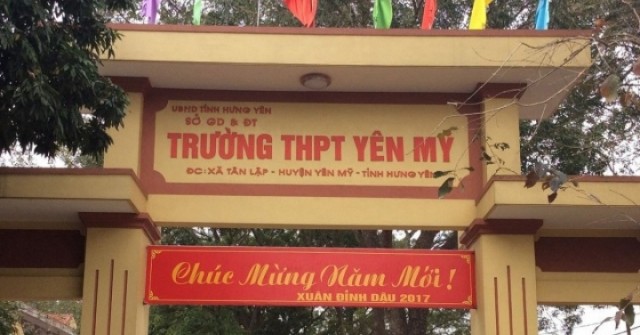 UBND TỈNH HƯNG YÊN
SỞ GD & ĐT
TRƯỜNG THPT YÊN MỸ
ĐC: XÃ TÂN LẬP - HUYỆN YÊN MỸ - TỈNH HƯNG YÊN
Chúc Mừng Năm Mới !
XUÂN ĐINH DẬU 2017